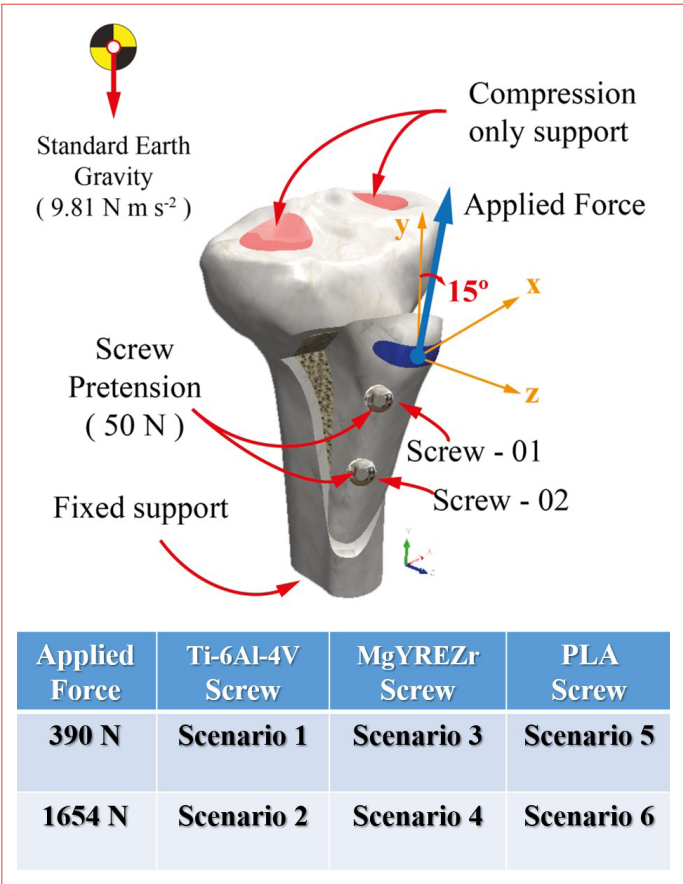 Compression
only support
Standard Earth
Gravity
( 9.81 N m s⁻² )
Applied Force
y
15º
x
z
Screw
Pretension
( 50 N )
Screw - 01
Screw - 02
Fixed support
Y
X
Z
Applied Force | Ti-6Al-4V Screw | MgYREZr Screw | PLA Screw
390 N | Scenario 1 | Scenario 3 | Scenario 5
1654 N | Scenario 2 | Scenario 4 | Scenario 6